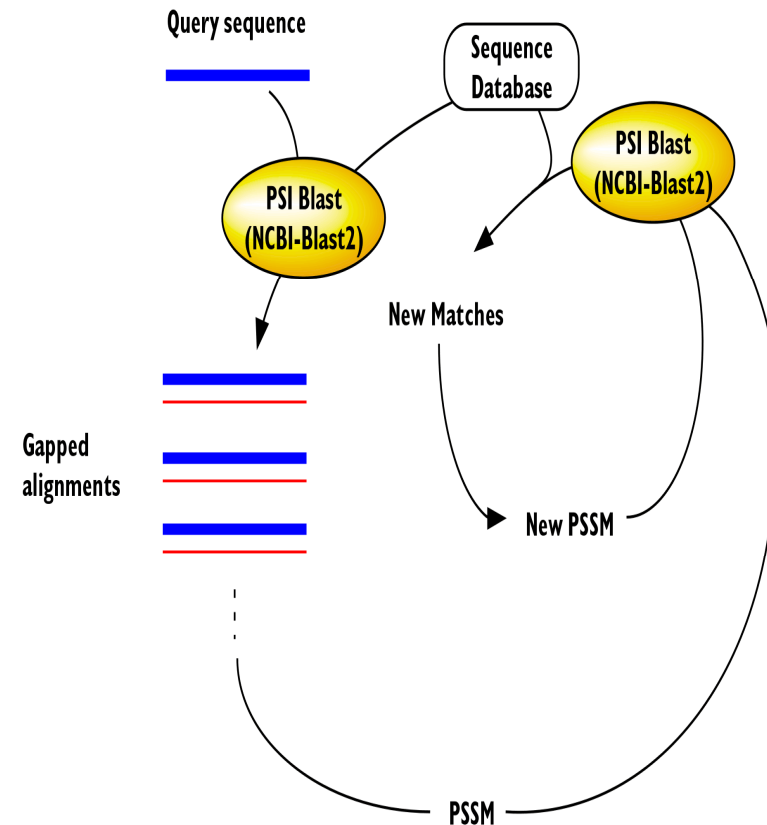 Query sequence
Sequence
Database
PSI Blast
(NCBI-Blast2)
PSI Blast
(NCBI-Blast2)
New Matches
Gapped
alignments
New PSSM
PSSM